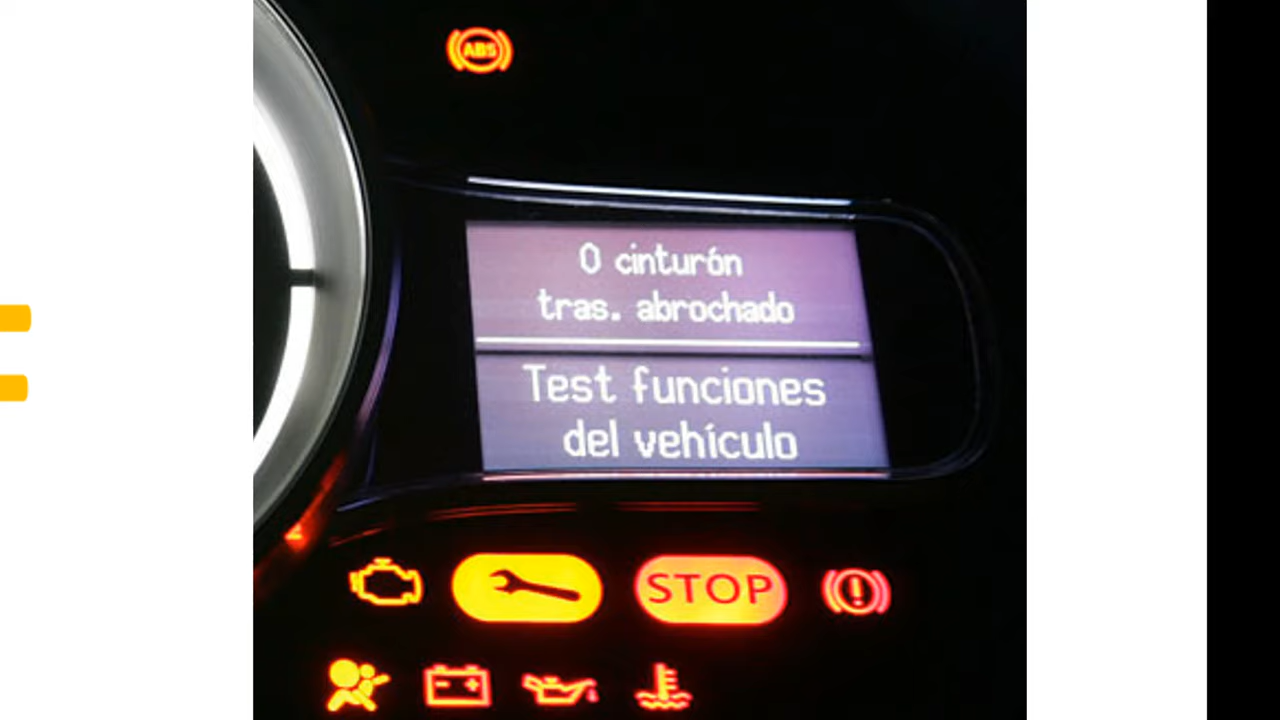 ABS
0 cinturón
tras. abrochado
Test funciones
del vehículo
STOP